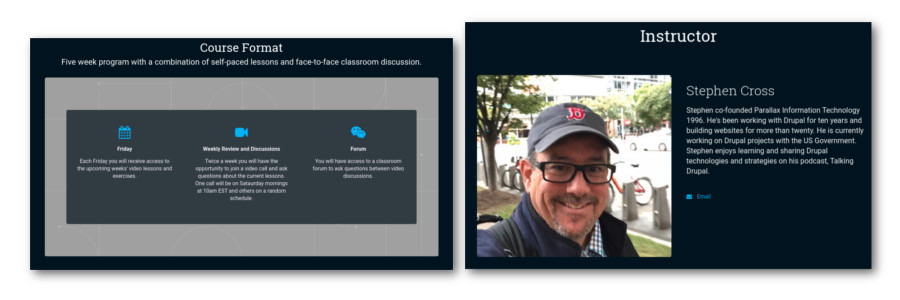 Course Format
Five week program with a combination of self-paced lessons and face-to-face classroom discussion.
Friday
Each Friday you will receive access to
the upcoming weeks' video lessons and
exercises.
Weekly Review and Discussions
Twice a week you will have the
opportunity to join a video call and ask
questions about the current lessons.
One call will be on Sataurday mornings
at 10am EST and others on a random
schedule.
Forum
You will have access to a classroom
forum to ask questions between video
discussions.
Instructor
Stephen Cross
Stephen co-founded Parallax Information Technology
1996. He's been working with Drupal for ten years and
building websites for more than twenty. He is currently
working on Drupal projects with the US Government.
Stephen enjoys learning and sharing Drupal
technologies and strategies on his podcast, Talking
Drupal.
Email